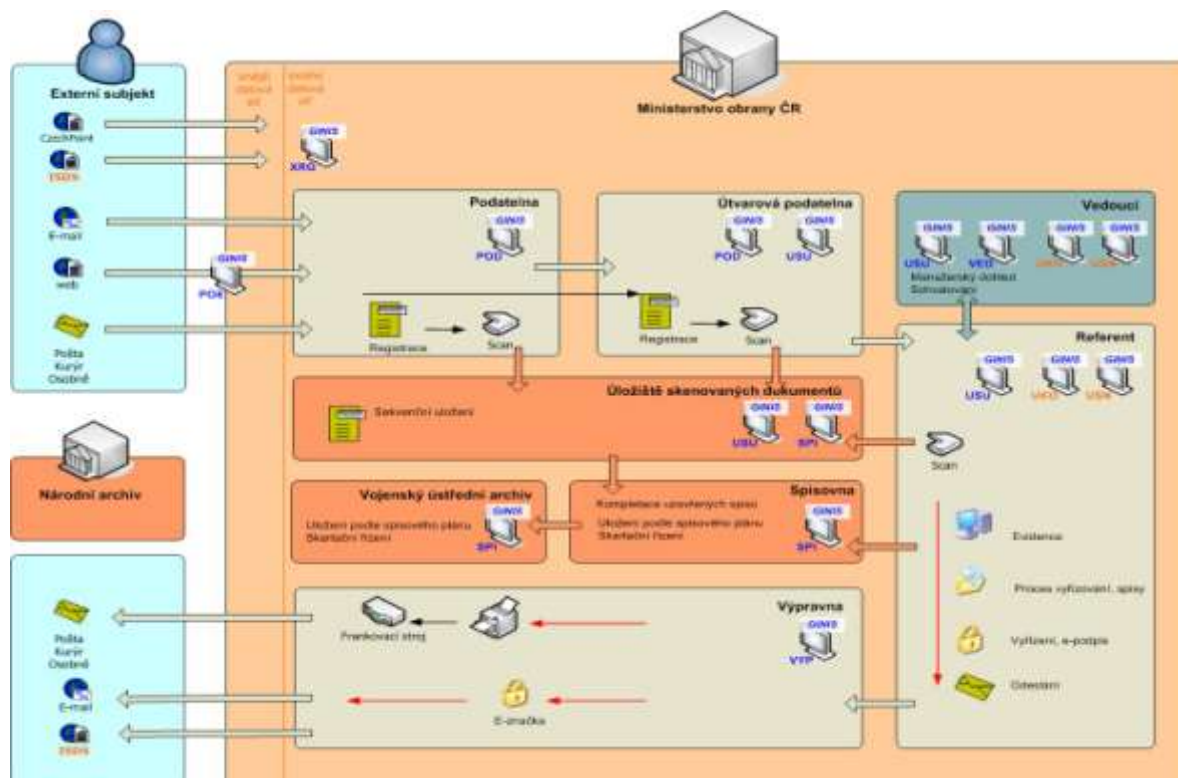 Externí subjekt
CzechPoint
ISDS
E-mail
web
Pošta
Kurýr
Osobně
GINIS
POE
Ministerstvo obrany ČR
GINIS
XRG
Podatelna
GINIS
POD
Registrace
Scan
Útvarová podatelna
GINIS
GINIS
POD
USU
Registrace
Scan
Vedoucí
GINIS
GINIS
GINIS
GINIS
USU
VED
Manažerský dohled
Schvalování
Referent
GINIS
GINIS
GINIS
USU
Scan
Evidence
Proces vyřizování, spisy
Vyřízení, e-podpis
Odeslání
Úložiště skenovaných dokumentů
Sekvenční uložení
GINIS
GINIS
USU
SPI
Národní archiv
Vojenský ústřední archiv
GINIS
Uložení podle spisového plánu
Skartační řízení
SPI
Spisovna
Kompletace uzavřených spisů
GINIS
Uložení podle spisového plánu
Skartační řízení
SPI
Výpravna
GINIS
VYP
Frankovací stroj
E-značka
Pošta
Kurýr
Osobně
E-mail
ISDS